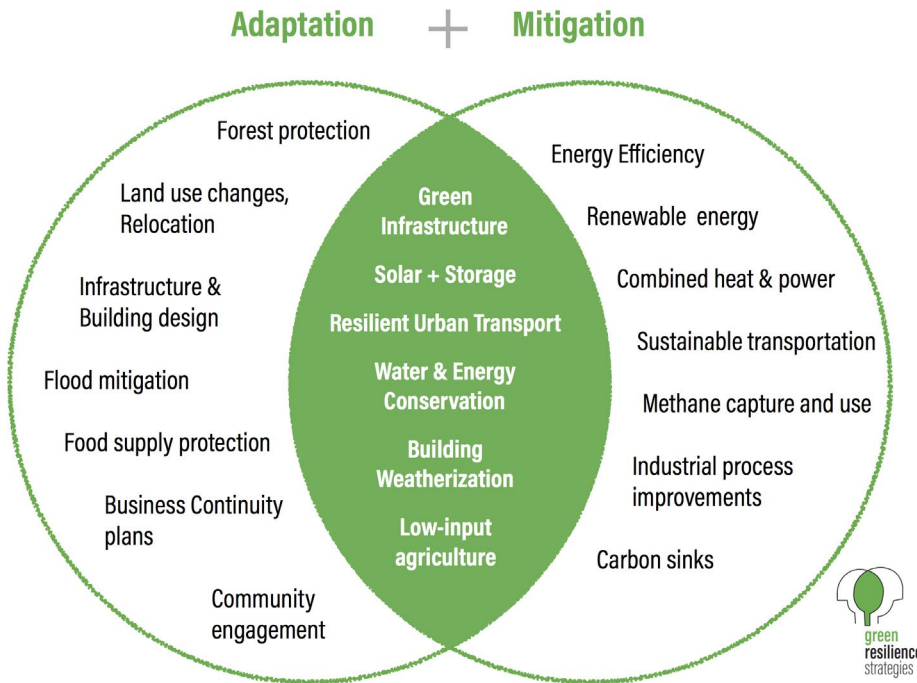 Adaptation + Mitigation
Forest protection
Land use changes,
Relocation
Infrastructure &
Building design
Flood mitigation
Food supply protection
Business Continuity
plans
Community
engagement
Green
Infrastructure
Solar + Storage
Resilient Urban Transport
Water & Energy
Conservation
Building
Weatherization
Low-input
agriculture
Energy Efficiency
Renewable energy
Combined heat & power
Sustainable transportation
Methane capture and use
Industrial process
improvements
Carbon sinks
green
resilience
strategies